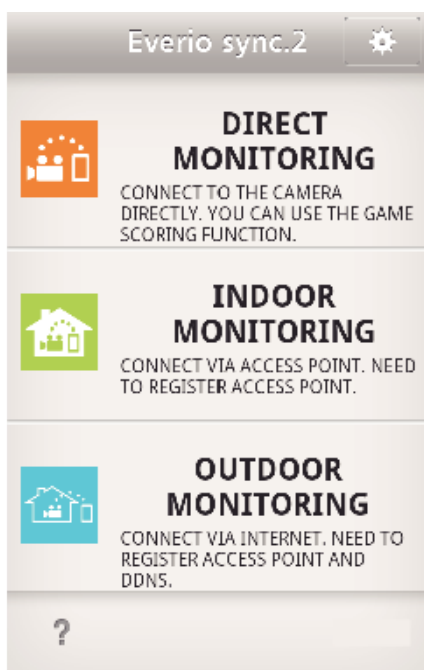 Everio sync.2
DIRECT
MONITORING
CONNECT TO THE CAMERA
DIRECTLY. YOU CAN USE THE GAME
SCORING FUNCTION.
INDOOR
MONITORING
CONNECT VIA ACCESS POINT. NEED
TO REGISTER ACCESS POINT.
OUTDOOR
MONITORING
CONNECT VIA INTERNET. NEED TO
REGISTER ACCESS POINT AND
DDNS.
?